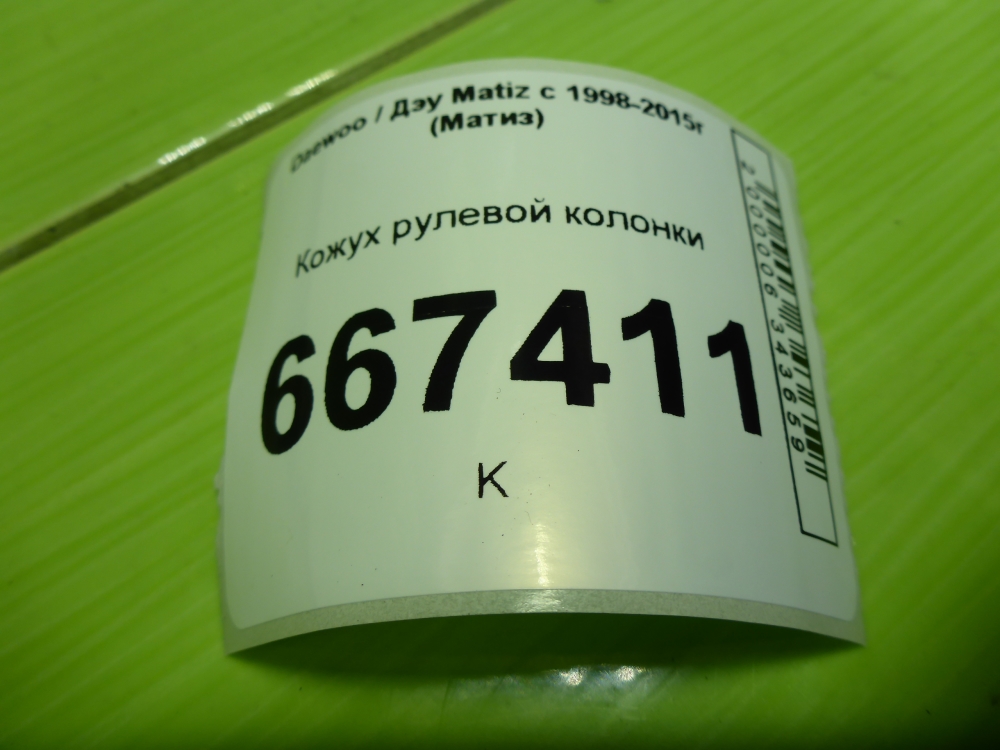 Daewoo / Дэу Matiz с 1998-2015г
(Матиз)
Кожух рулевой колонки
667411
К
2000006343659